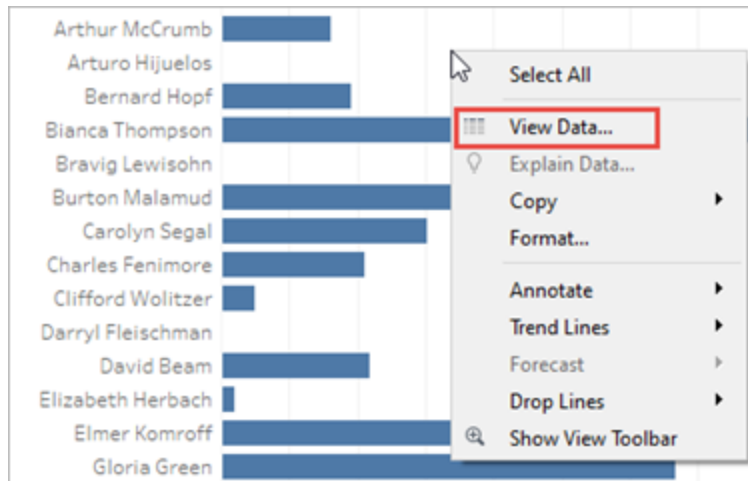 Arthur McCrumb
Arturo Hijuelos
Bernard Hopf
Bianca Thompson
Bravig Lewisohn
Burton Malamud
Carolyn Segal
Charles Fenimore
Clifford Wolitzer
Darryl Fleischman
David Beam
Elizabeth Herbach
Elmer Komroff
Gloria Green
Select All
View Data...
Explain Data...
Copy
Format...
Annotate
Trend Lines
Forecast
Drop Lines
Show View Toolbar